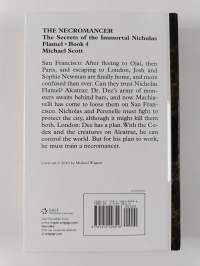 THE NECROMANCER
The Secrets of the Immortal Nicholas
Flamel • Book 4
Michael Scott
San Francisco: After fleeing to Ojai, then
Paris, and escaping to London, Josh and
Sophie Newman are finally home, and more
confused than ever. Can they trust Nicholas
Flamel? Alcatraz: Dr. Dee's army of mon-
sters awaits behind bars, and now Machia-
velli has come to loose them on San Fran-
cisco. Nicholas and Perenelle must fight to
protect the city, although it might kill them
both. London: Dee has a plan. With the Co-
dex and the creatures on Alcatraz, he can
control the world. But for his plan to work,
he must train a necromancer.
Cover art © 2010 by Michael Wagner
GALE